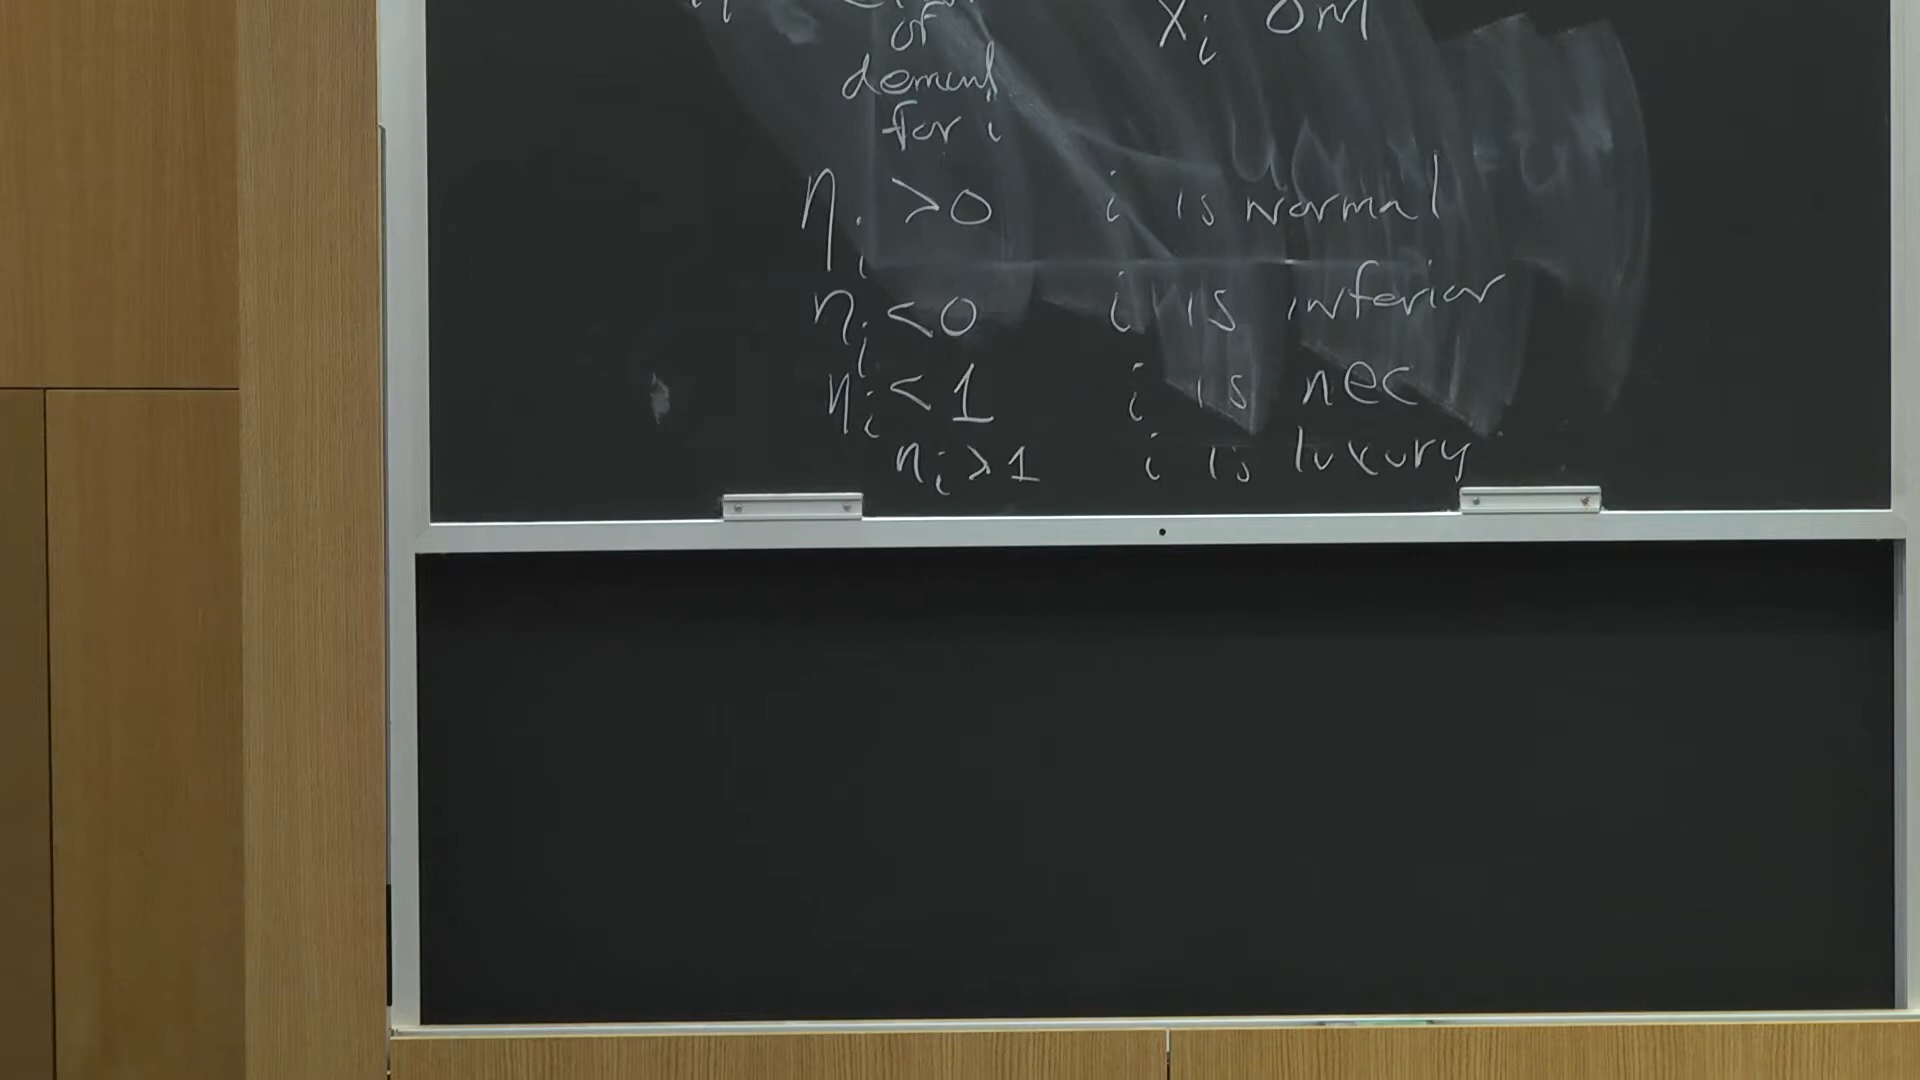 of X_i ∂M
demand
for i
η_i >0 i is normal
η_i <0 i is inferior
η_i < 1 i is nec
η_i > 1 i is luxury